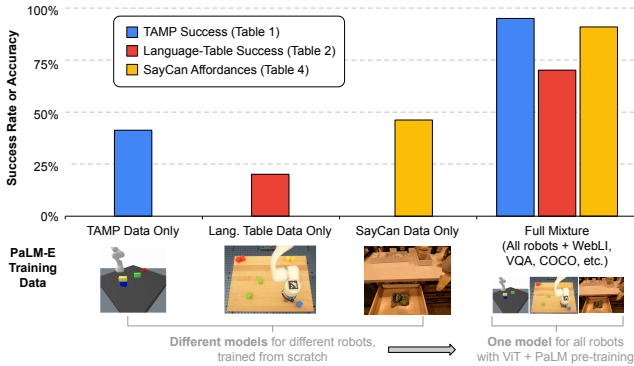 Success Rate or Accuracy
100%
75%
50%
25%
0%
TAMP Success (Table 1)
Language-Table Success (Table 2)
SayCan Affordances (Table 4)
TAMP Data Only
Lang. Table Data Only
SayCan Data Only
Full Mixture
(All robots + WebLI,
VQA, COCO, etc.)
PaLM-E
Training
Data
Different models for different robots,
trained from scratch
One model for all robots
with ViT + PaLM pre-training